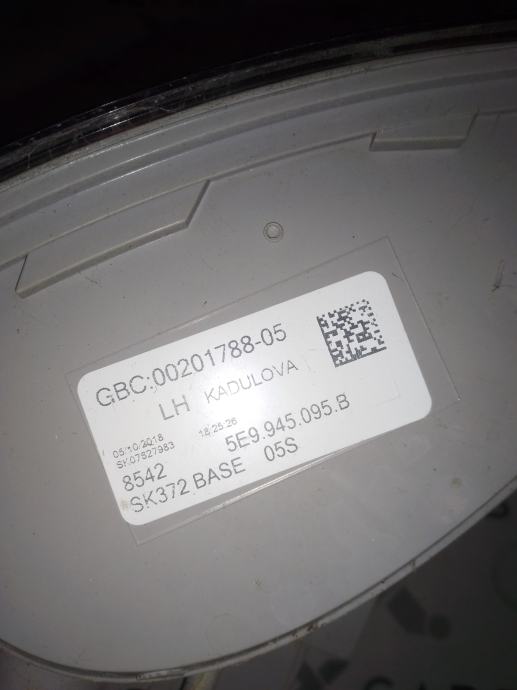 GBC:00201788-05
LH KADULOVA
05/10/2018 18:25:26
SK07827983
8542 5E9.945.095.B
SK372 BASE 05S